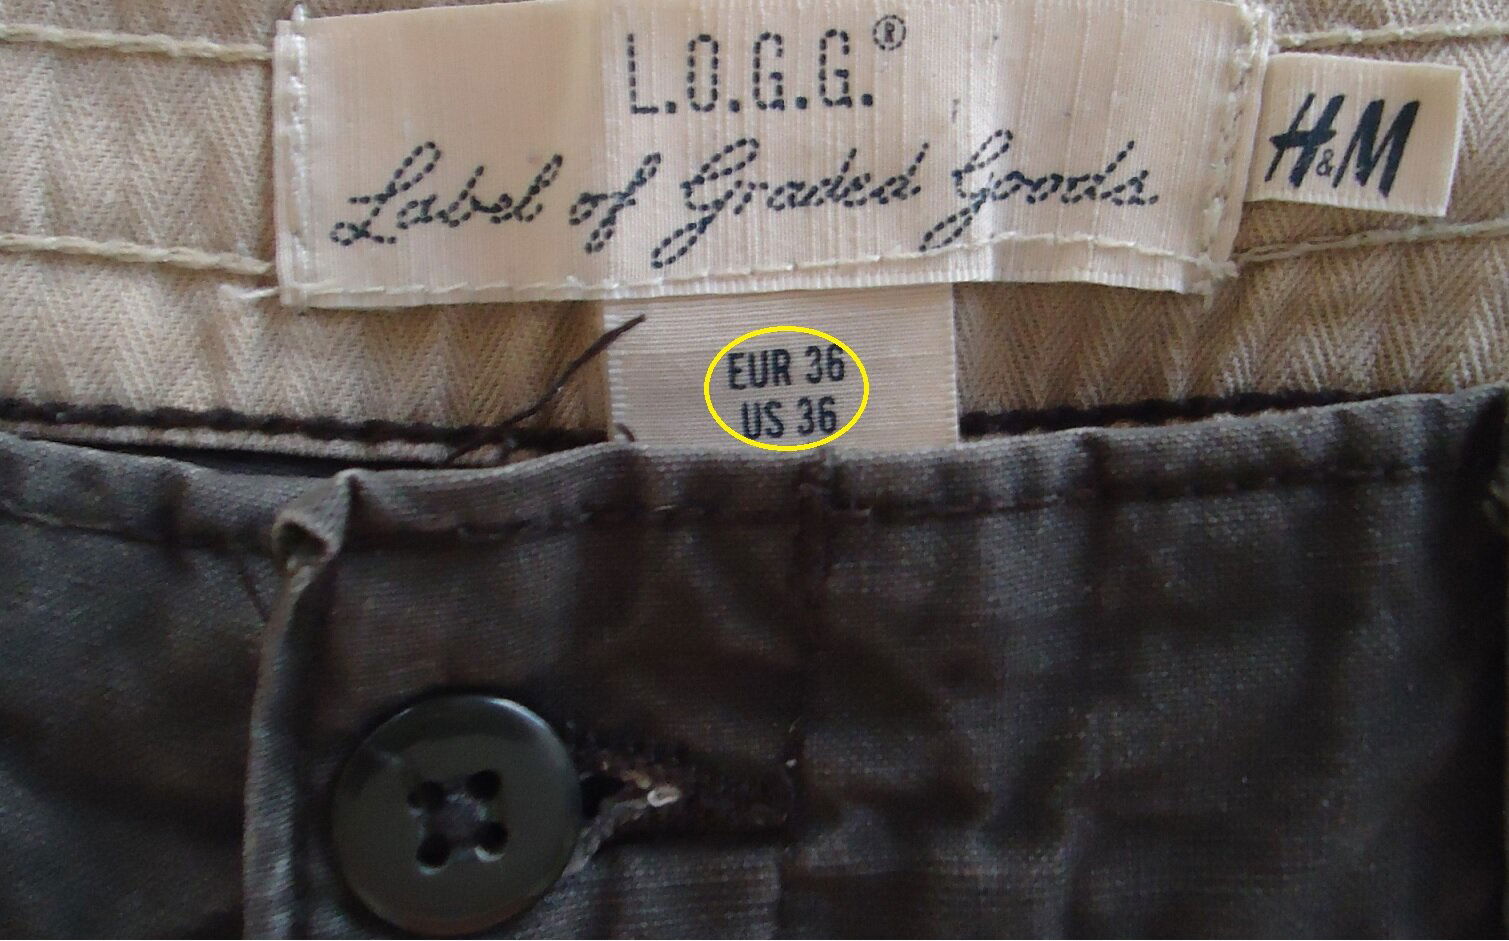 L.O.G.G.®
Label of Graded Goods
H&M
EUR 36
US 36